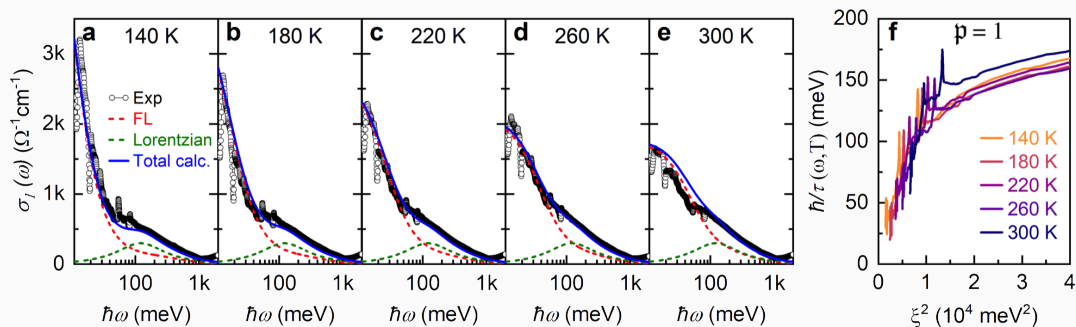 a 140 K
b 180 K
c 220 K
d 260 K
e 300 K
σ₁ (ω) (Ω⁻¹cm⁻¹)
3k
2k
1k
0
Exp
FL
Lorentzian
Total calc.
100 1k
100 1k
100 1k
100 1k
100 1k
ħω (meV)
ħω (meV)
ħω (meV)
ħω (meV)
ħω (meV)
f 𝔭 = 1
ħ/τ (ω,T) (meV)
200
150
100
50
0
140 K
180 K
220 K
260 K
300 K
0 1 2 3 4
ξ² (10⁴ meV²)